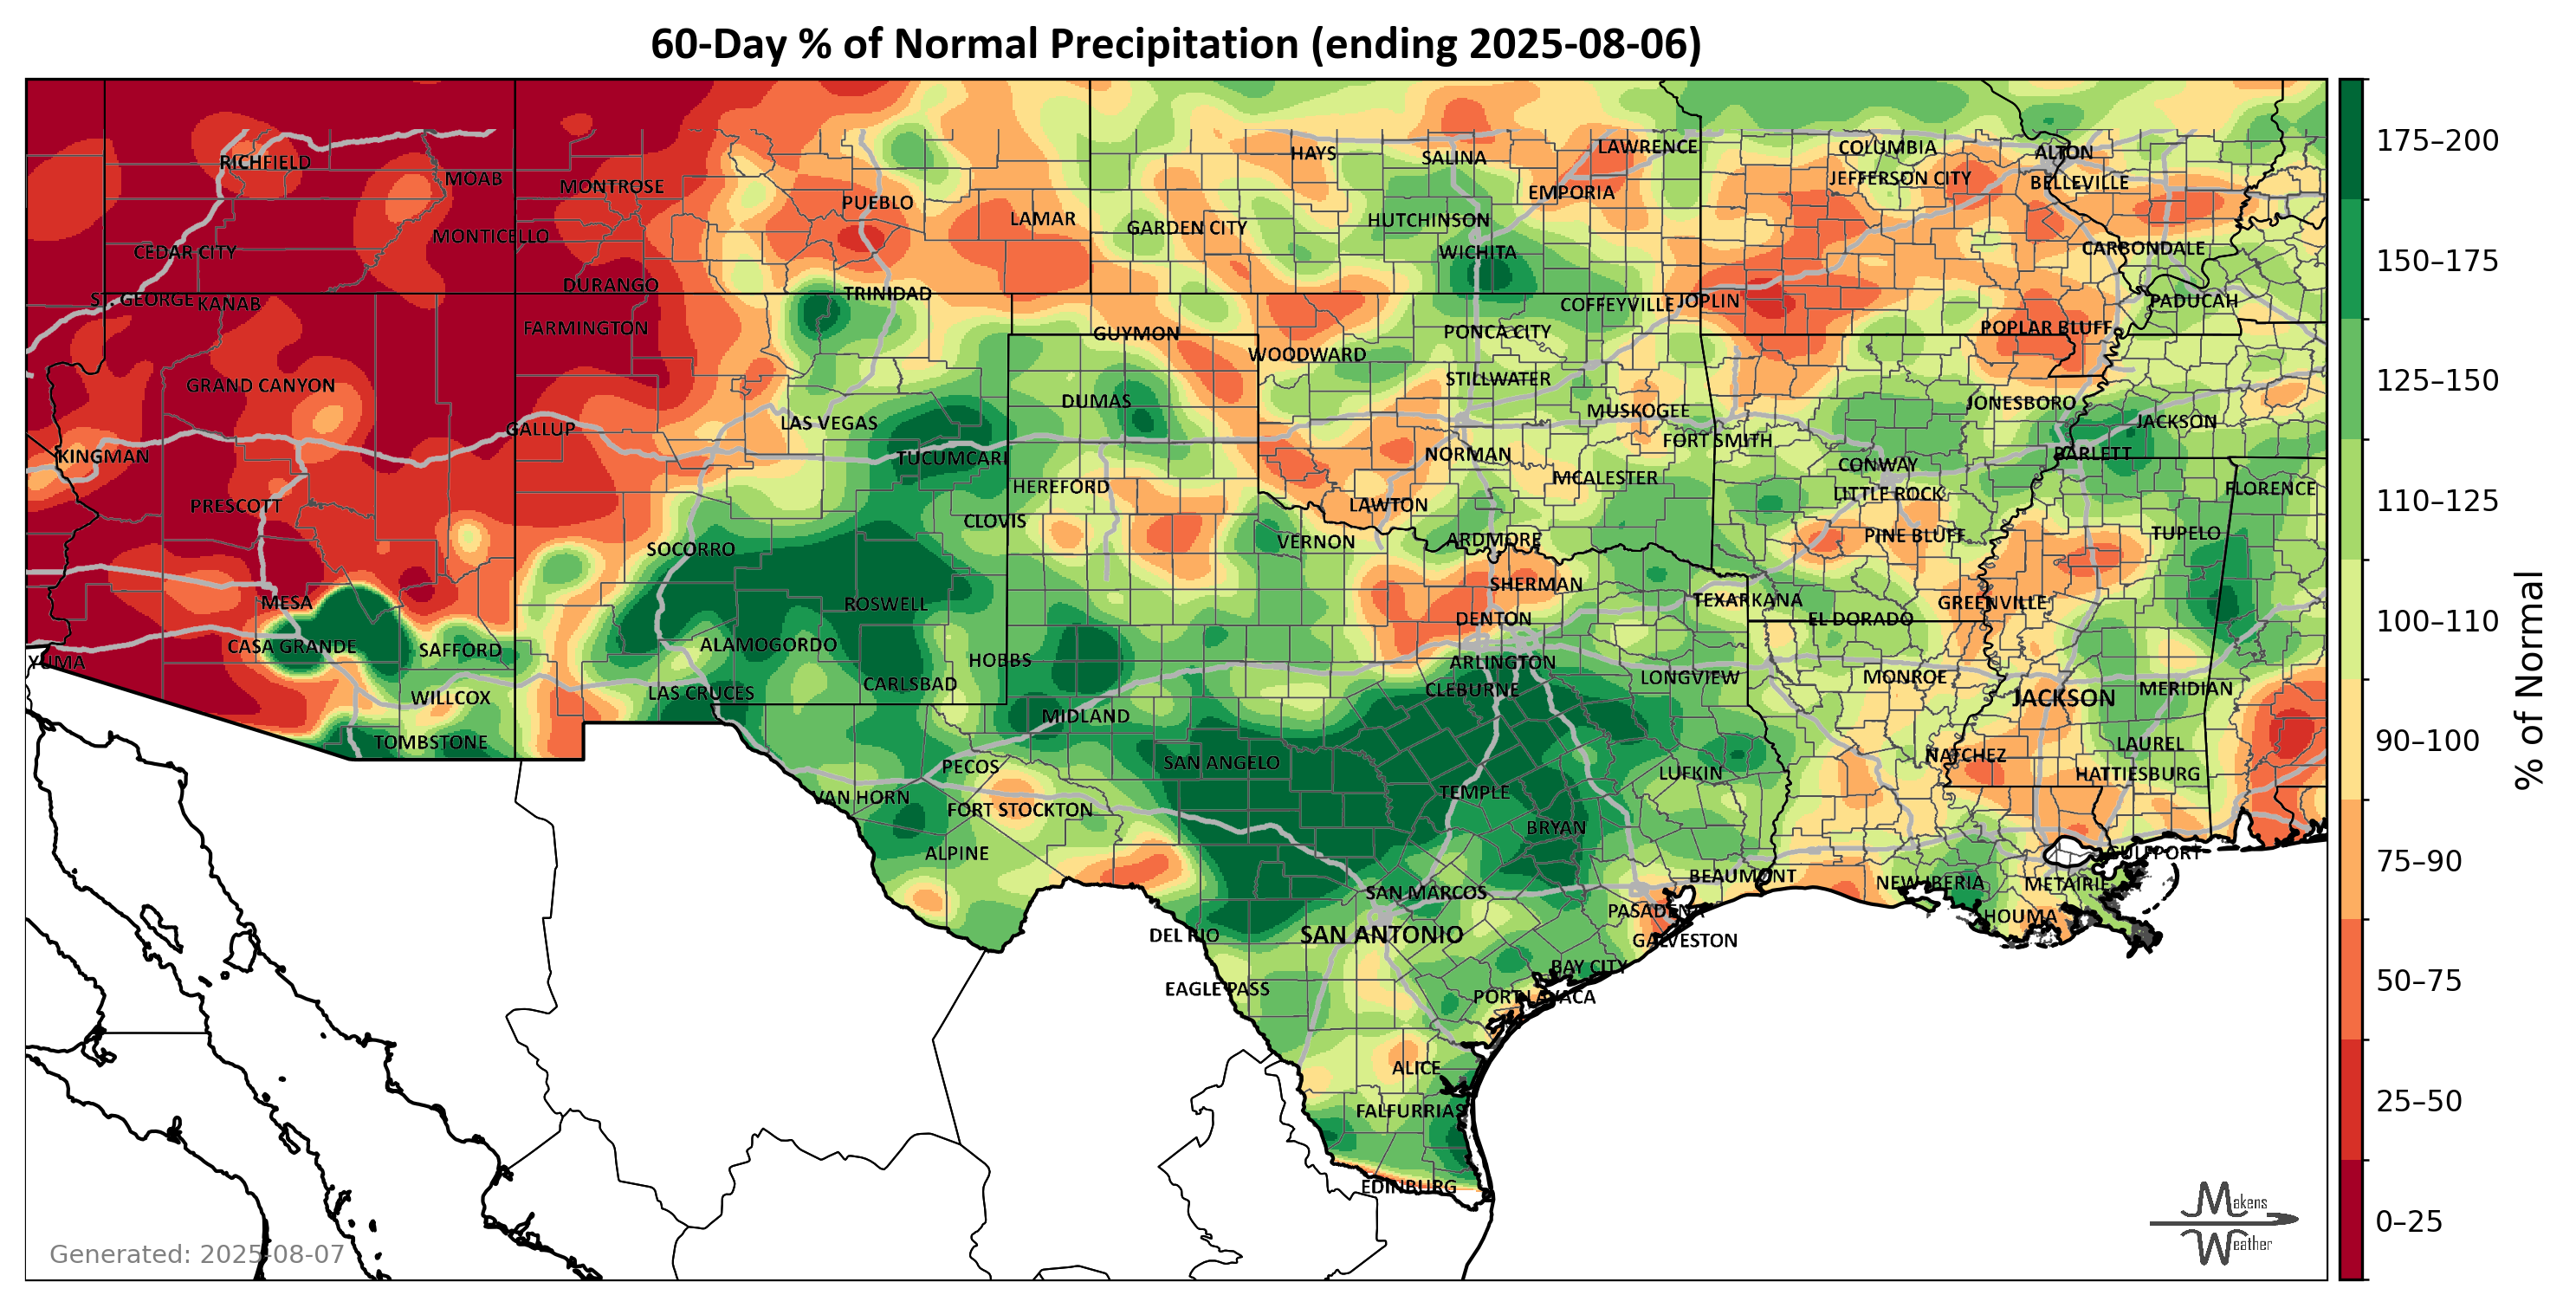 60-Day % of Normal Precipitation (ending 2025-08-06)
RICHFIELD
MOAB
MONTROSE
PUEBLO
LAMAR
HAYS
SALINA
LAWRENCE
COLUMBIA
ALTON
JEFFERSON CITY
BELLEVILLE
EMPORIA
GARDEN CITY
HUTCHINSON
MONTICELLO
CEDAR CITY
WICHITA
CARBONDALE
DURANGO
TRINIDAD
ST. GEORGE
KANAB
COFFEYVILLE
JOPLIN
PADUCAH
FARMINGTON
GUYMON
PONCA CITY
POPLAR BLUFF
WOODWARD
GRAND CANYON
STILLWATER
DUMAS
MUSKOGEE
JONESBORO
LAS VEGAS
JACKSON
GALLUP
FORT SMITH
KINGMAN
TUCUMCARI
NORMAN
BARLETT
CONWAY
HEREFORD
MCALESTER
LITTLE ROCK
FLORENCE
PRESCOTT
LAWTON
CLOVIS
PINE BLUFF
TUPELO
SOCORRO
VERNON
ARDMORE
SHERMAN
MESA
ROSWELL
TEXARKANA
GREENVILLE
DENTON
EL DORADO
CASA GRANDE
SAFFORD
ALAMOGORDO
HOBBS
ARLINGTON
YUMA
LONGVIEW
MONROE
CARLSBAD
CLEBURNE
MERIDIAN
WILLCOX
LAS CRUCES
JACKSON
MIDLAND
TOMBSTONE
LAUREL
NATCHEZ
PECOS
SAN ANGELO
LUFKIN
HATTIESBURG
VAN HORN
FORT STOCKTON
TEMPLE
BRYAN
ALPINE
GULFPORT
BEAUMONT
NEW IBERIA
METAIRIE
SAN MARCOS
PASADENA
HOUMA
DEL RIO
SAN ANTONIO
GALVESTON
BAY CITY
EAGLE PASS
PORT LAVACA
ALICE
FALFURRIAS
EDINBURG
175–200
150–175
125–150
110–125
100–110
90–100
75–90
50–75
25–50
0–25
% of Normal
Generated: 2025-08-07
Makens
Weather